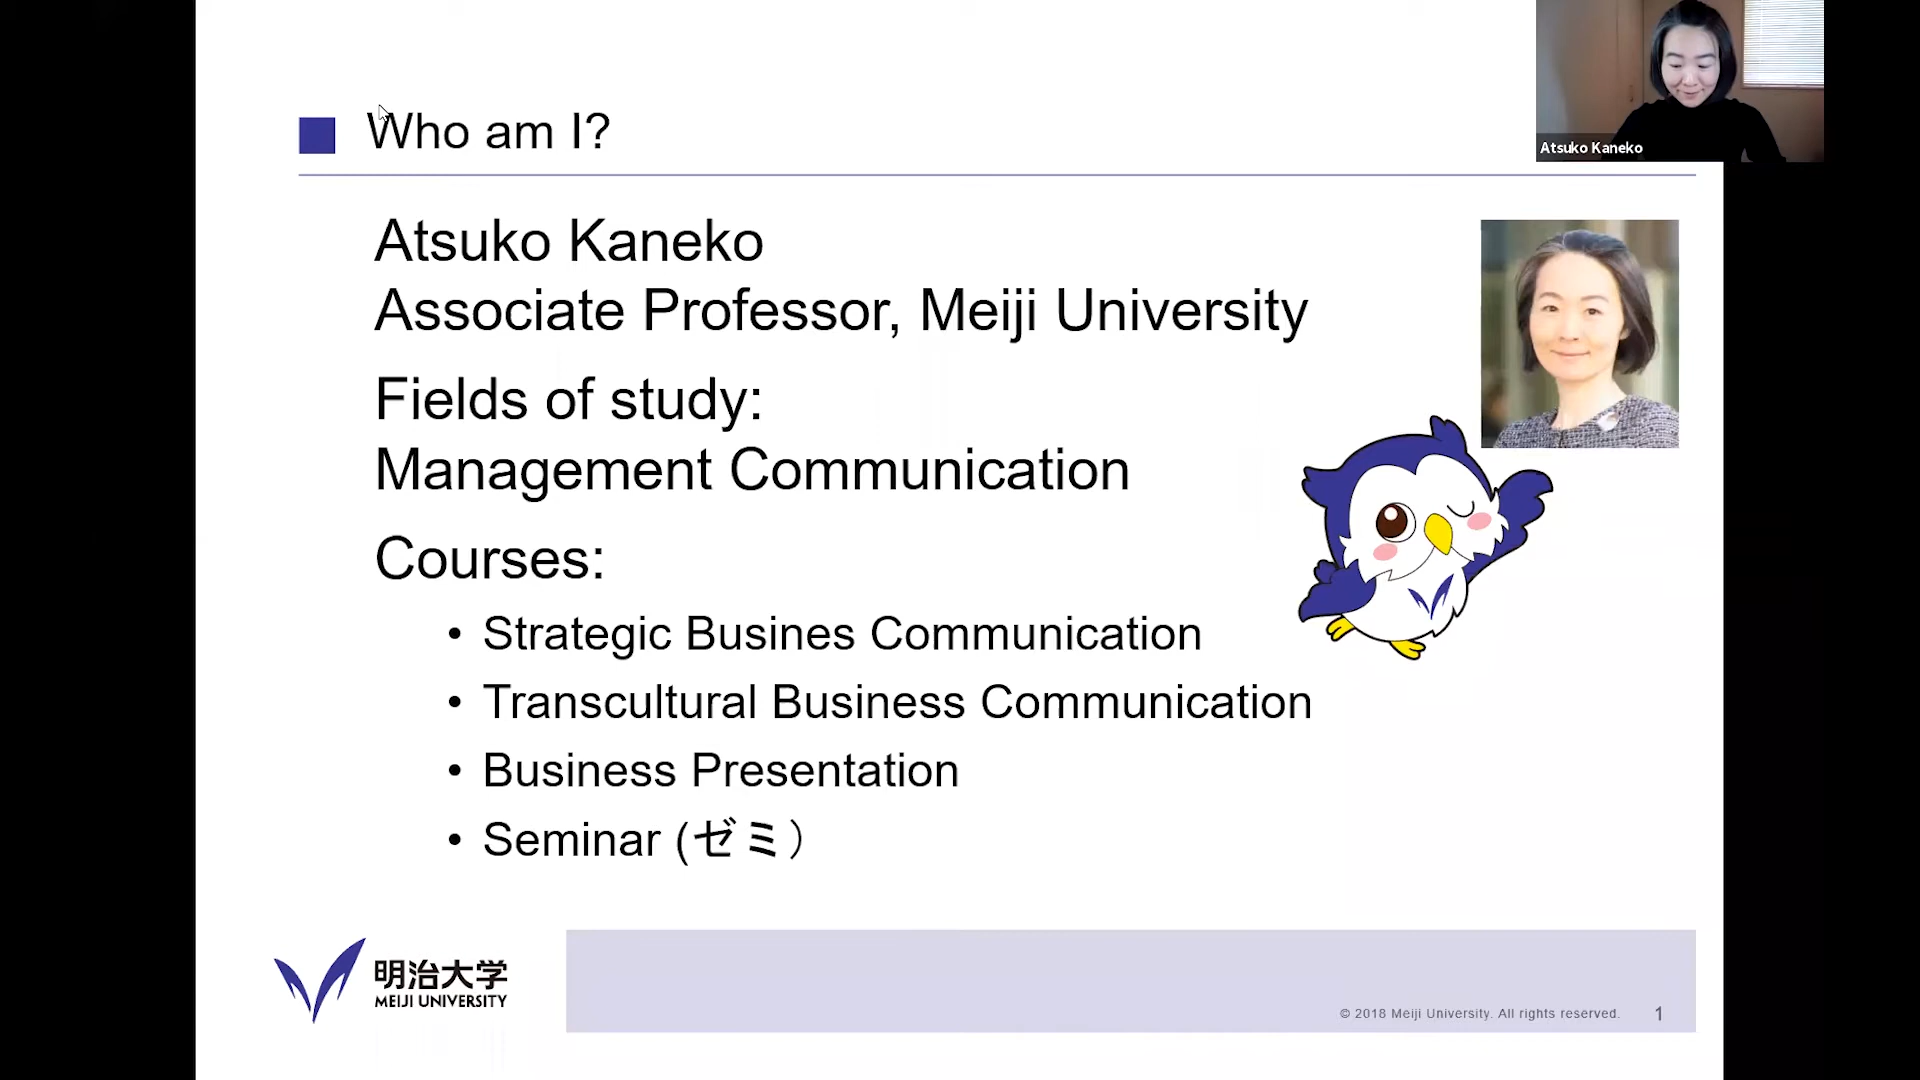 Who am I?
Atsuko Kaneko
Atsuko Kaneko
Associate Professor, Meiji University
Fields of study:
Management Communication
Courses:
• Strategic Busines Communication
• Transcultural Business Communication
• Business Presentation
• Seminar (ゼミ）
明治大学
MEIJI UNIVERSITY
© 2018 Meiji University. All rights reserved.
1